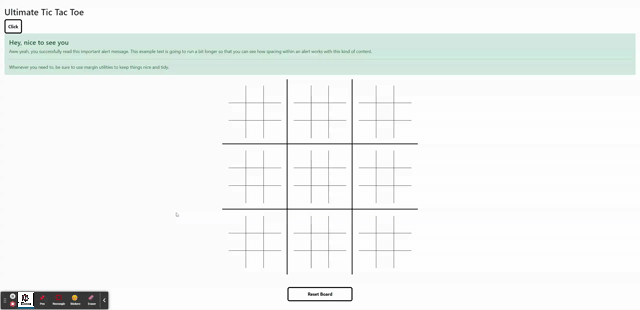 Ultimate Tic Tac Toe
Click
Hey, nice to see you
Aww yeah, you successfully read this important alert message. This example text is going to run a bit longer so that you can see how spacing within an alert works with this kind of content.
Whenever you need to, be sure to use margin utilities to keep things nice and tidy.
Reset Board
Pen
Rectangle
Stickers
Eraser